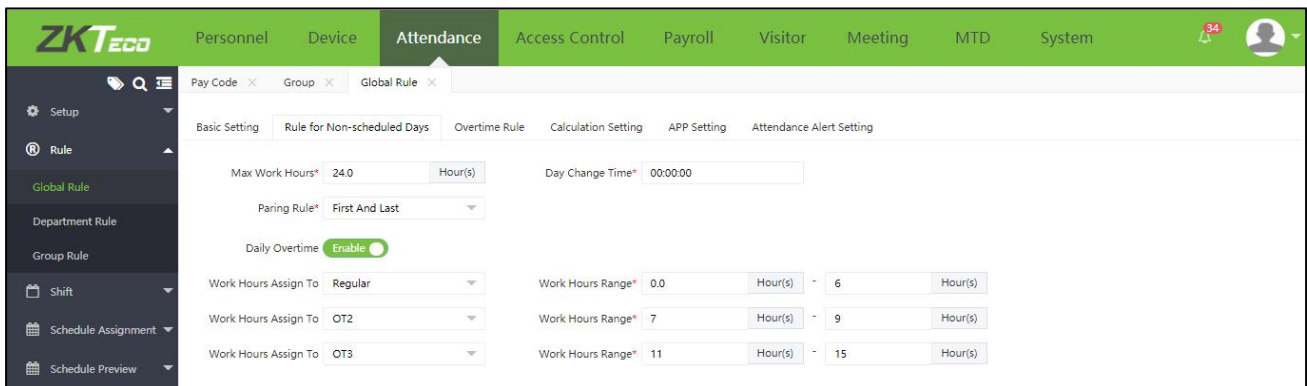 ZKTeco Personnel Device Attendance Access Control Payroll Visitor Meeting MTD System 34
Pay Code × Group × Global Rule ×
Setup
Basic Setting Rule for Non-scheduled Days Overtime Rule Calculation Setting APP Setting Attendance Alert Setting
® Rule
Max Work Hours* 24.0 Hour(s) Day Change Time* 00:00:00
Global Rule
Paring Rule* First And Last
Department Rule
Daily Overtime Enable
Group Rule
Work Hours Assign To Regular Work Hours Range* 0.0 Hour(s) - 6 Hour(s)
Shift
Work Hours Assign To OT2 Work Hours Range* 7 Hour(s) - 9 Hour(s)
Schedule Assignment
Work Hours Assign To OT3 Work Hours Range* 11 Hour(s) - 15 Hour(s)
Schedule Preview